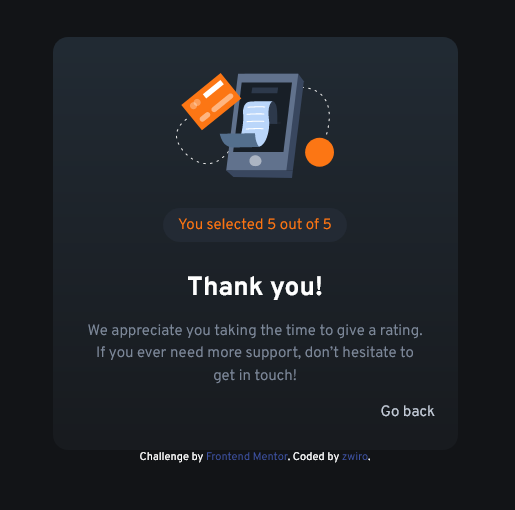 You selected 5 out of 5
Thank you!
We appreciate you taking the time to give a rating.
If you ever need more support, don’t hesitate to
get in touch!
Go back
Challenge by Frontend Mentor. Coded by zwiro.